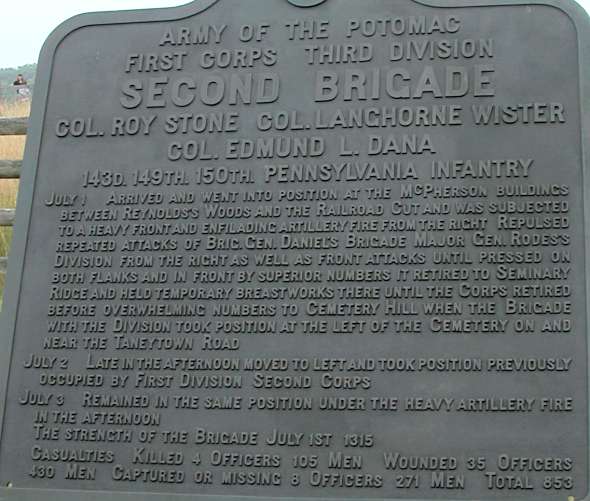 ARMY OF THE POTOMAC
FIRST CORPS THIRD DIVISION
SECOND BRIGADE
COL. ROY STONE COL. LANGHORNE WISTER
COL. EDMUND L. DANA
143D. 149TH. 150TH. PENNSYLVANIA INFANTRY
JULY 1 ARRIVED AND WENT INTO POSITION AT THE MCPHERSON BUILDINGS
BETWEEN REYNOLDS'S WOODS AND THE RAILROAD CUT AND WAS SUBJECTED
TO A HEAVY FRONT AND ENFILADING ARTILLERY FIRE FROM THE RIGHT REPULSED
REPEATED ATTACKS OF BRIG. GEN. DANIEL'S BRIGADE MAJOR GEN. RODES'S
DIVISION FROM THE RIGHT AS WELL AS FRONT ATTACKS UNTIL PRESSED ON
BOTH FLANKS AND IN FRONT BY SUPERIOR NUMBERS IT RETIRED TO SEMINARY
RIDGE AND HELD TEMPORARY BREASTWORKS THERE UNTIL THE CORPS RETIRED
BEFORE OVERWHELMING NUMBERS TO CEMETERY HILL WHEN THE BRIGADE
WITH THE DIVISION TOOK POSITION AT THE LEFT OF THE CEMETERY ON AND
NEAR THE TANEYTOWN ROAD
JULY 2 LATE IN THE AFTERNOON MOVED TO LEFT AND TOOK POSITION PREVIOUSLY
OCCUPIED BY FIRST DIVISION SECOND CORPS
JULY 3 REMAINED IN THE SAME POSITION UNDER THE HEAVY ARTILLERY FIRE
IN THE AFTERNOON
THE STRENGTH OF THE BRIGADE JULY 1ST 1315
CASUALTIES KILLED 4 OFFICERS 105 MEN WOUNDED 35 OFFICERS
430 MEN CAPTURED OR MISSING 8 OFFICERS 271 MEN TOTAL 853